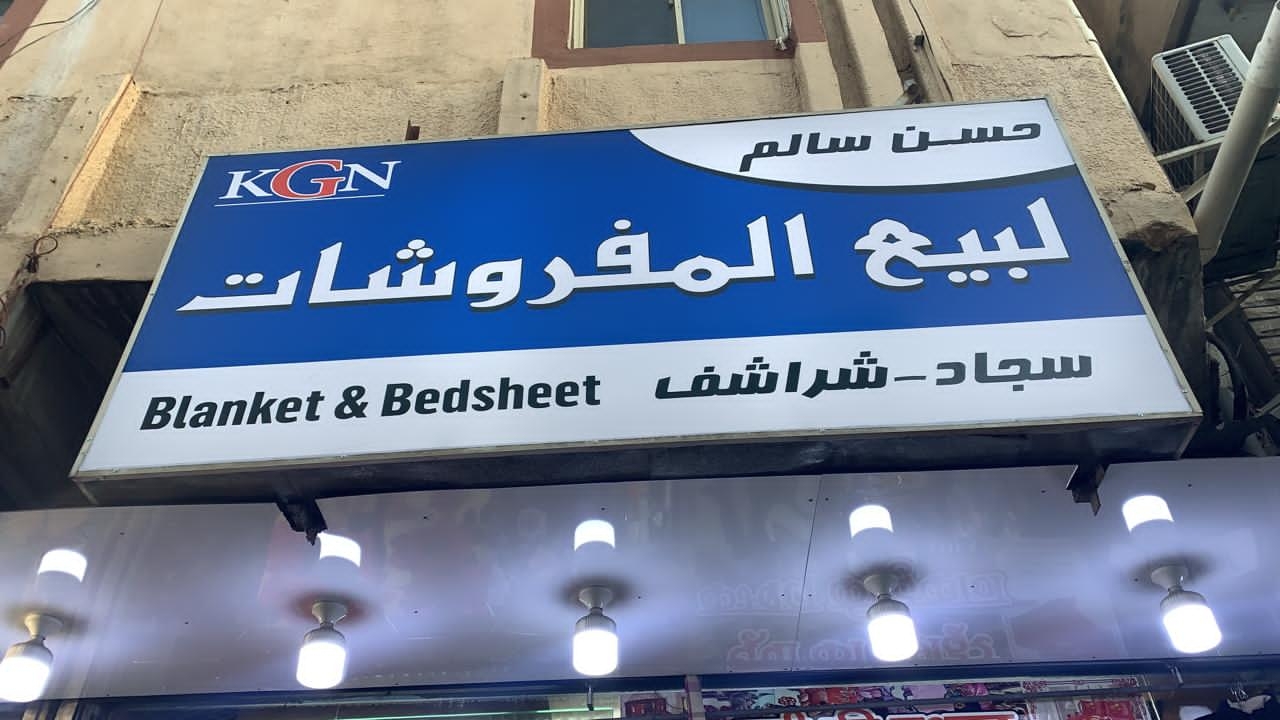 حسن سالم
KGN
لبيع المفروشات
سجاد - شراشف
Blanket & Bedsheet